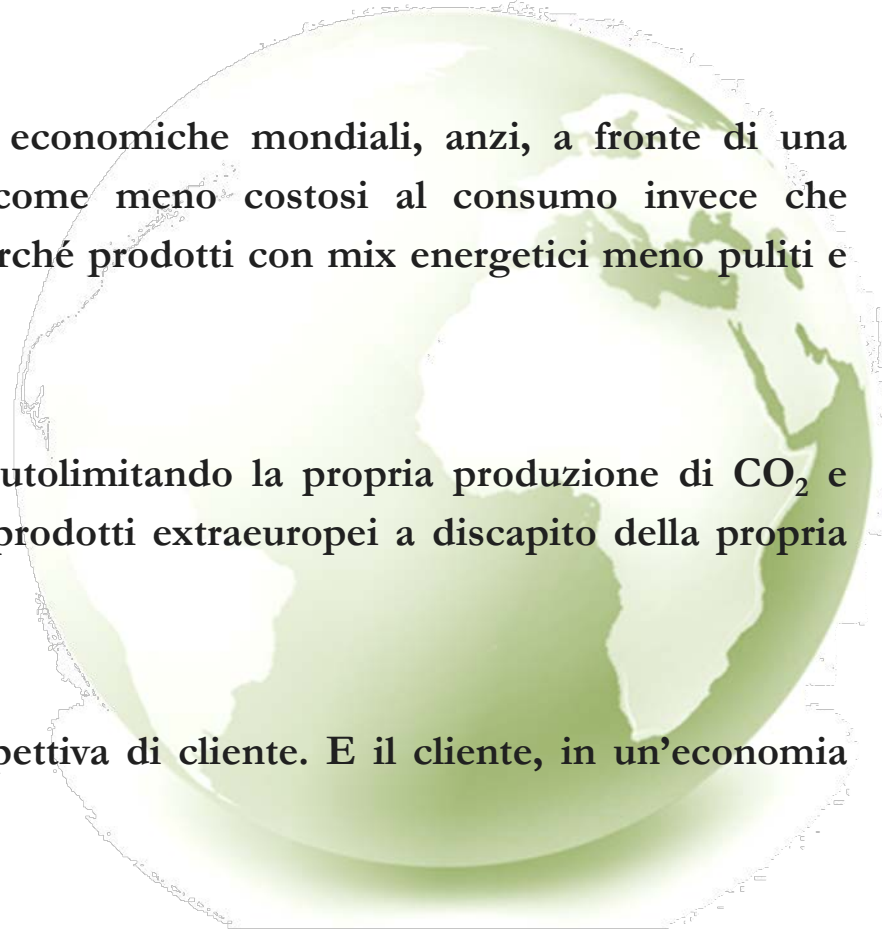 economiche mondiali, anzi, a fronte di una
come meno costosi al consumo invece che
rché prodotti con mix energetici meno puliti e
utolimitando la propria produzione di CO₂ e
prodotti extraeuropei a discapito della propria
pettiva di cliente. E il cliente, in un’economia